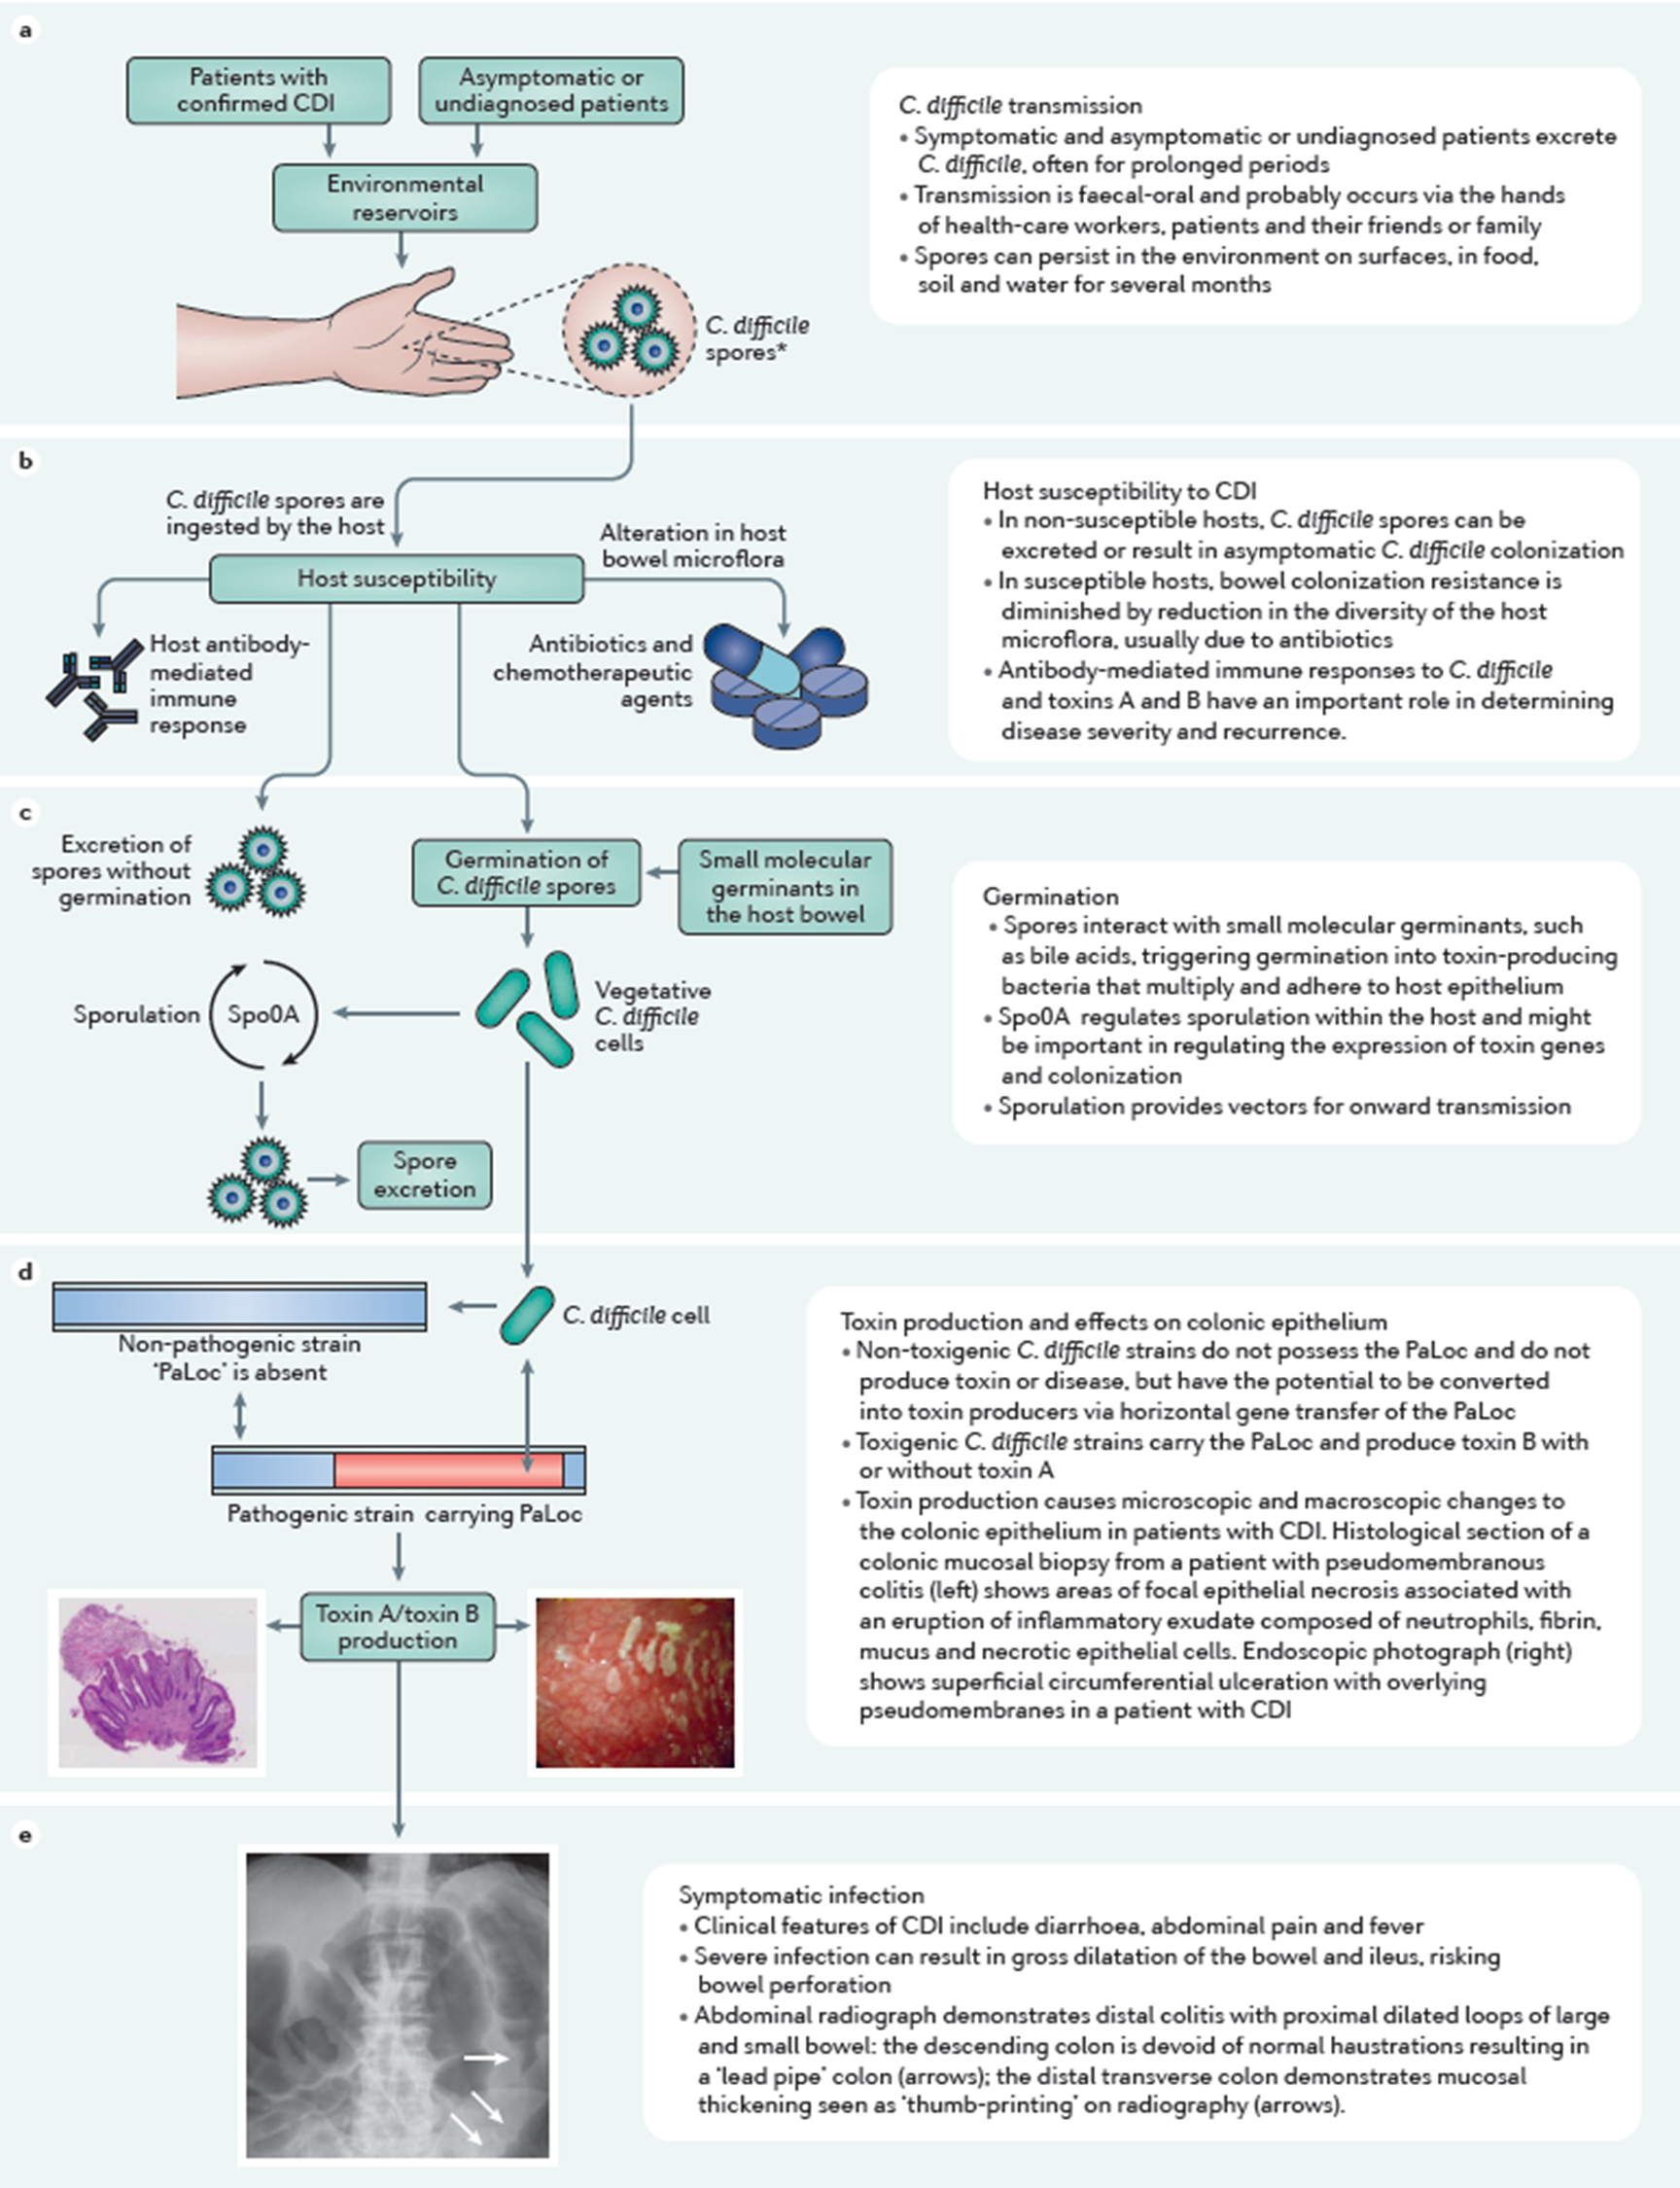 a
Patients with
confirmed CDI
Asymptomatic or
undiagnosed patients
Environmental
reservoirs
C. difficile
spores*
C. difficile transmission
• Symptomatic and asymptomatic or undiagnosed patients excrete
C. difficile, often for prolonged periods
• Transmission is faecal-oral and probably occurs via the hands
of health-care workers, patients and their friends or family
• Spores can persist in the environment on surfaces, in food,
soil and water for several months
b
C. difficile spores are
ingested by the host
Alteration in host
bowel microflora
Host susceptibility
Host antibody-
mediated
immune
response
Antibiotics and
chemotherapeutic
agents
Host susceptibility to CDI
• In non-susceptible hosts, C. difficile spores can be
excreted or result in asymptomatic C. difficile colonization
• In susceptible hosts, bowel colonization resistance is
diminished by reduction in the diversity of the host
microflora, usually due to antibiotics
• Antibody-mediated immune responses to C. difficile
and toxins A and B have an important role in determining
disease severity and recurrence.
c
Excretion of
spores without
germination
Germination of
C. difficile spores
Small molecular
germinants in
the host bowel
Sporulation
Spo0A
Vegetative
C. difficile
cells
Spore
excretion
Germination
• Spores interact with small molecular germinants, such
as bile acids, triggering germination into toxin-producing
bacteria that multiply and adhere to host epithelium
• Spo0A regulates sporulation within the host and might
be important in regulating the expression of toxin genes
and colonization
• Sporulation provides vectors for onward transmission
d
C. difficile cell
Non-pathogenic strain
'PaLoc' is absent
Pathogenic strain carrying PaLoc
Toxin A/toxin B
production
Toxin production and effects on colonic epithelium
• Non-toxigenic C. difficile strains do not possess the PaLoc and do not
produce toxin or disease, but have the potential to be converted
into toxin producers via horizontal gene transfer of the PaLoc
• Toxigenic C. difficile strains carry the PaLoc and produce toxin B with
or without toxin A
• Toxin production causes microscopic and macroscopic changes to
the colonic epithelium in patients with CDI. Histological section of a
colonic mucosal biopsy from a patient with pseudomembranous
colitis (left) shows areas of focal epithelial necrosis associated with
an eruption of inflammatory exudate composed of neutrophils, fibrin,
mucus and necrotic epithelial cells. Endoscopic photograph (right)
shows superficial circumferential ulceration with overlying
pseudomembranes in a patient with CDI
e
Symptomatic infection
• Clinical features of CDI include diarrhoea, abdominal pain and fever
• Severe infection can result in gross dilatation of the bowel and ileus, risking
bowel perforation
• Abdominal radiograph demonstrates distal colitis with proximal dilated loops of large
and small bowel: the descending colon is devoid of normal haustrations resulting in
a 'lead pipe' colon (arrows); the distal transverse colon demonstrates mucosal
thickening seen as 'thumb-printing' on radiography (arrows).